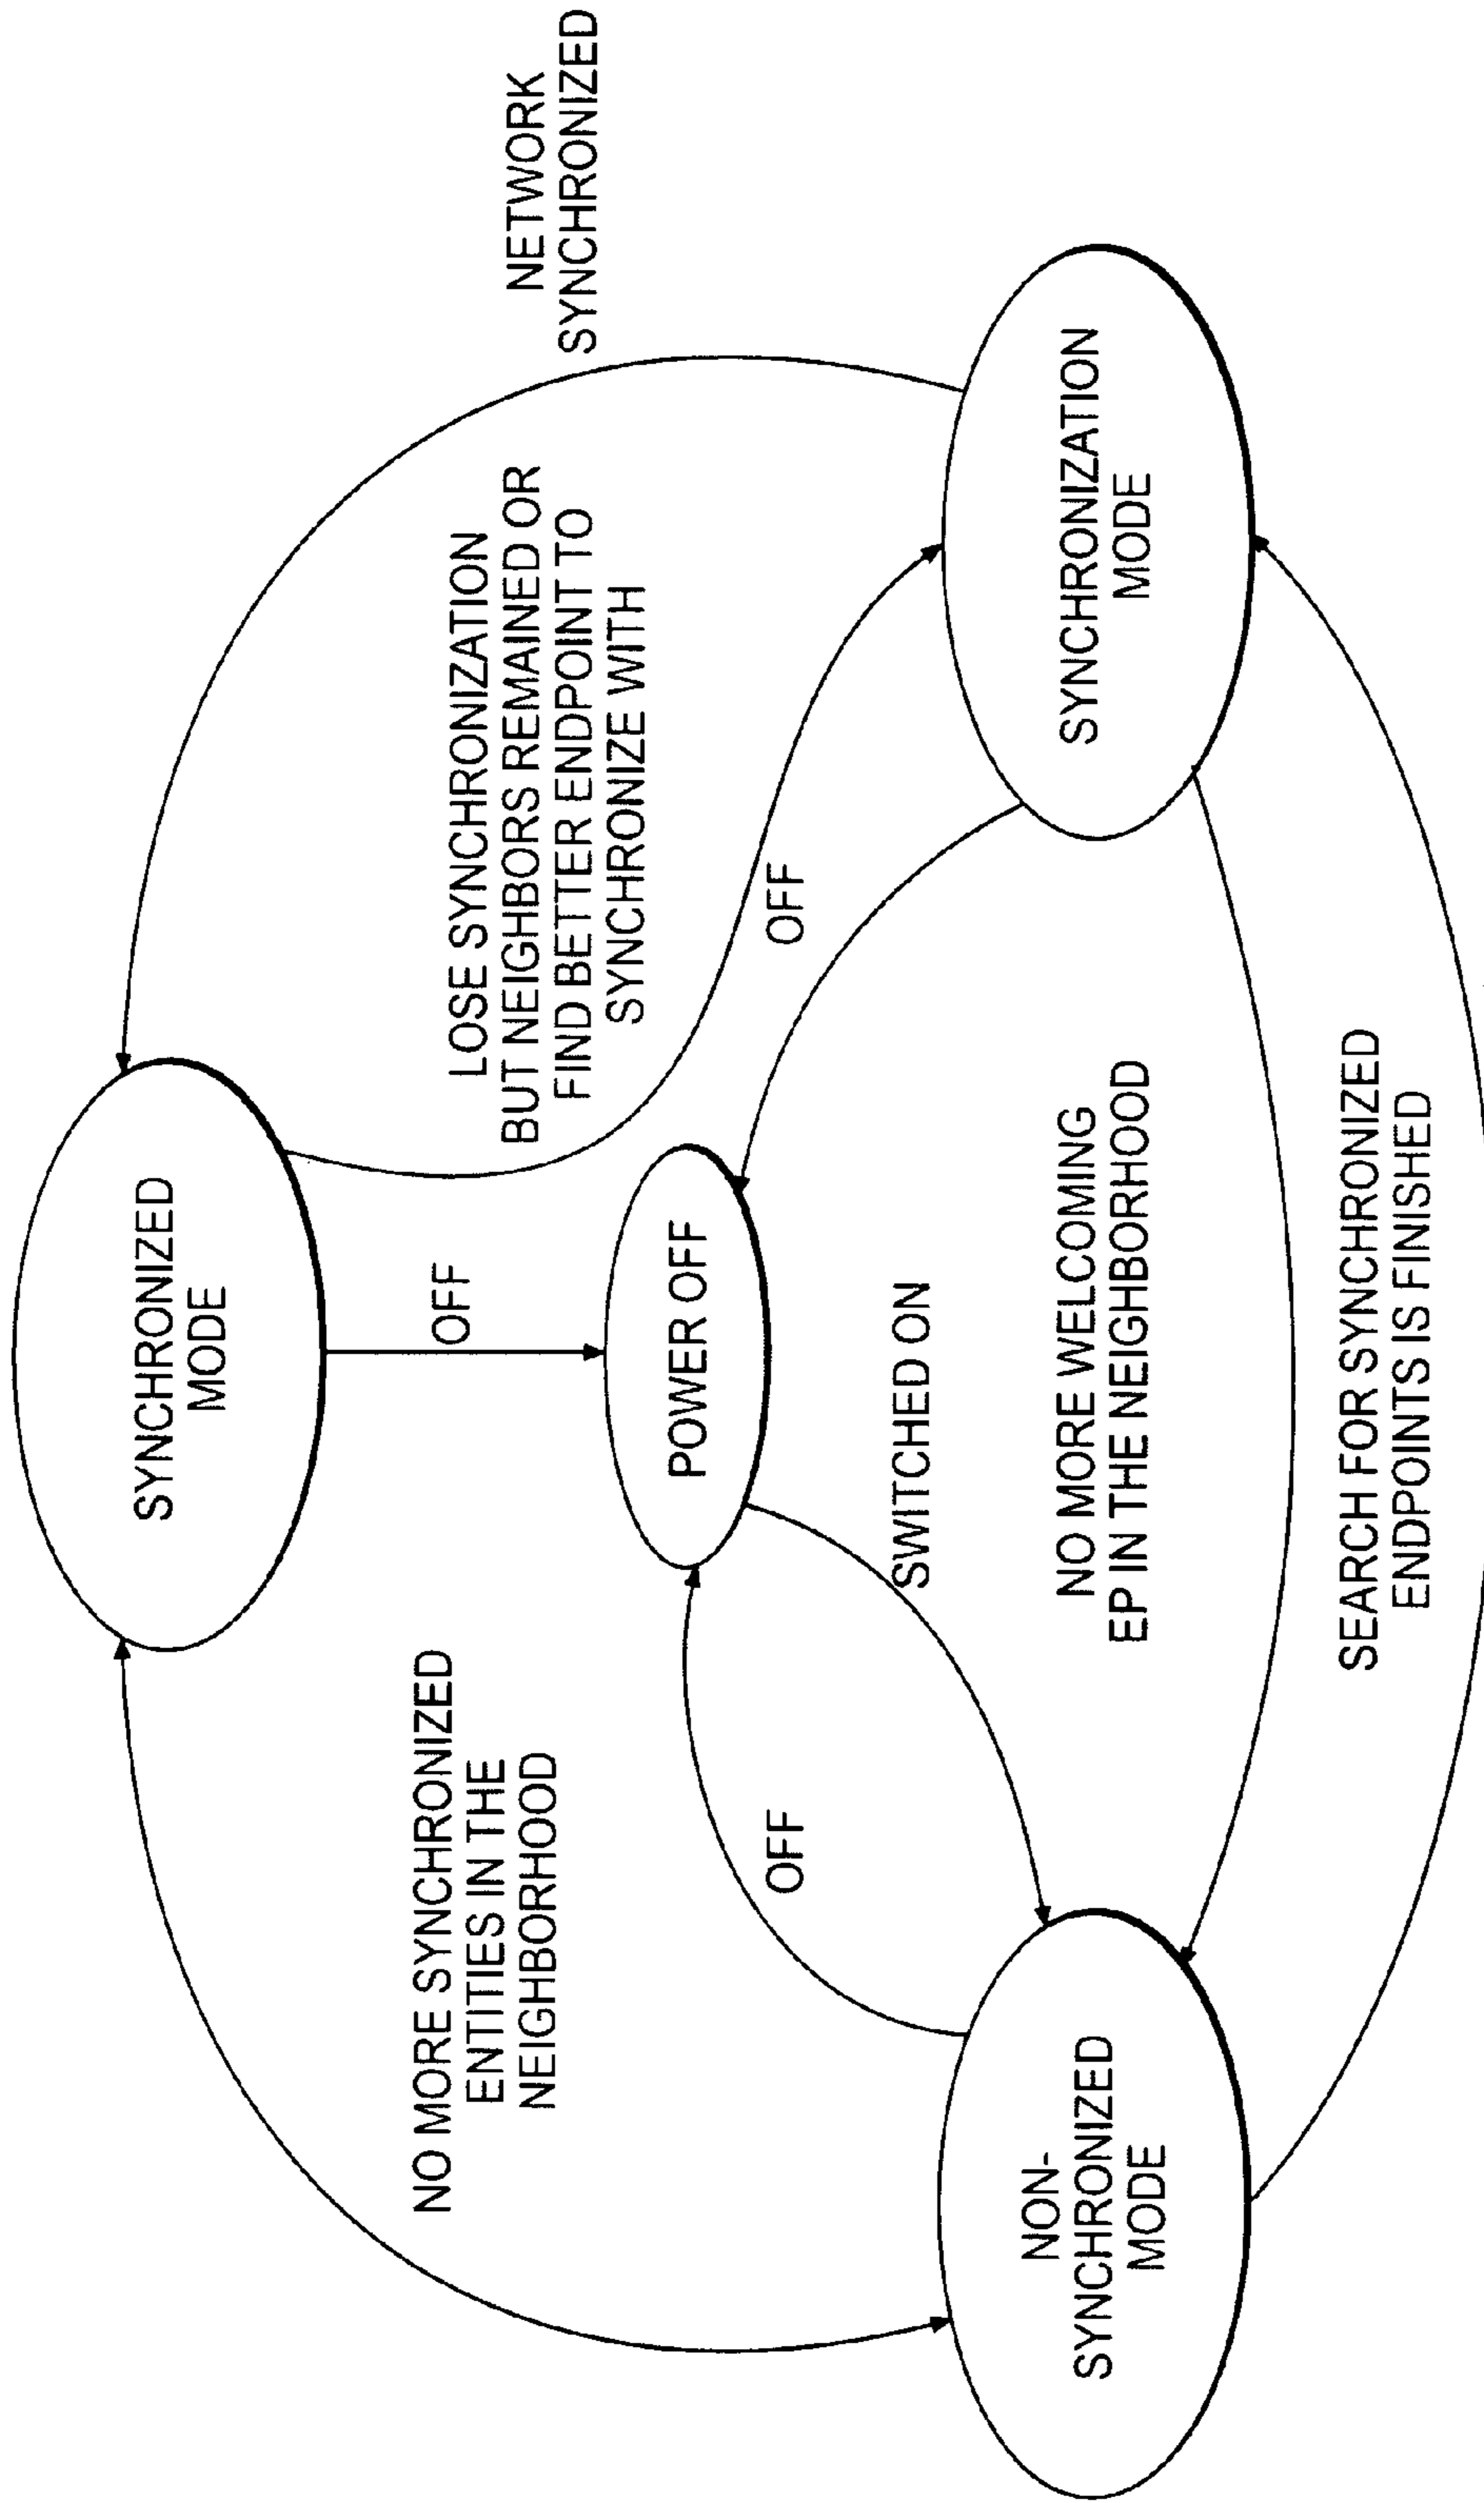 SYNCHRONIZED
MODE
NO MORE SYNCHRONIZED
ENTITIES IN THE
NEIGHBORHOOD
OFF
LOSE SYNCHRONIZATION
BUT NEIGHBORS REMAINED OR
FIND BETTER ENDPOINT TO
SYNCHRONIZE WITH
NETWORK
SYNCHRONIZED
POWER OFF
OFF
OFF
SWITCHED ON
NON-
SYNCHRONIZED
MODE
NO MORE WELCOMING
EP IN THE NEIGHBORHOOD
SYNCHRONIZATION
MODE
SEARCH FOR SYNCHRONIZED
ENDPOINTS IS FINISHED